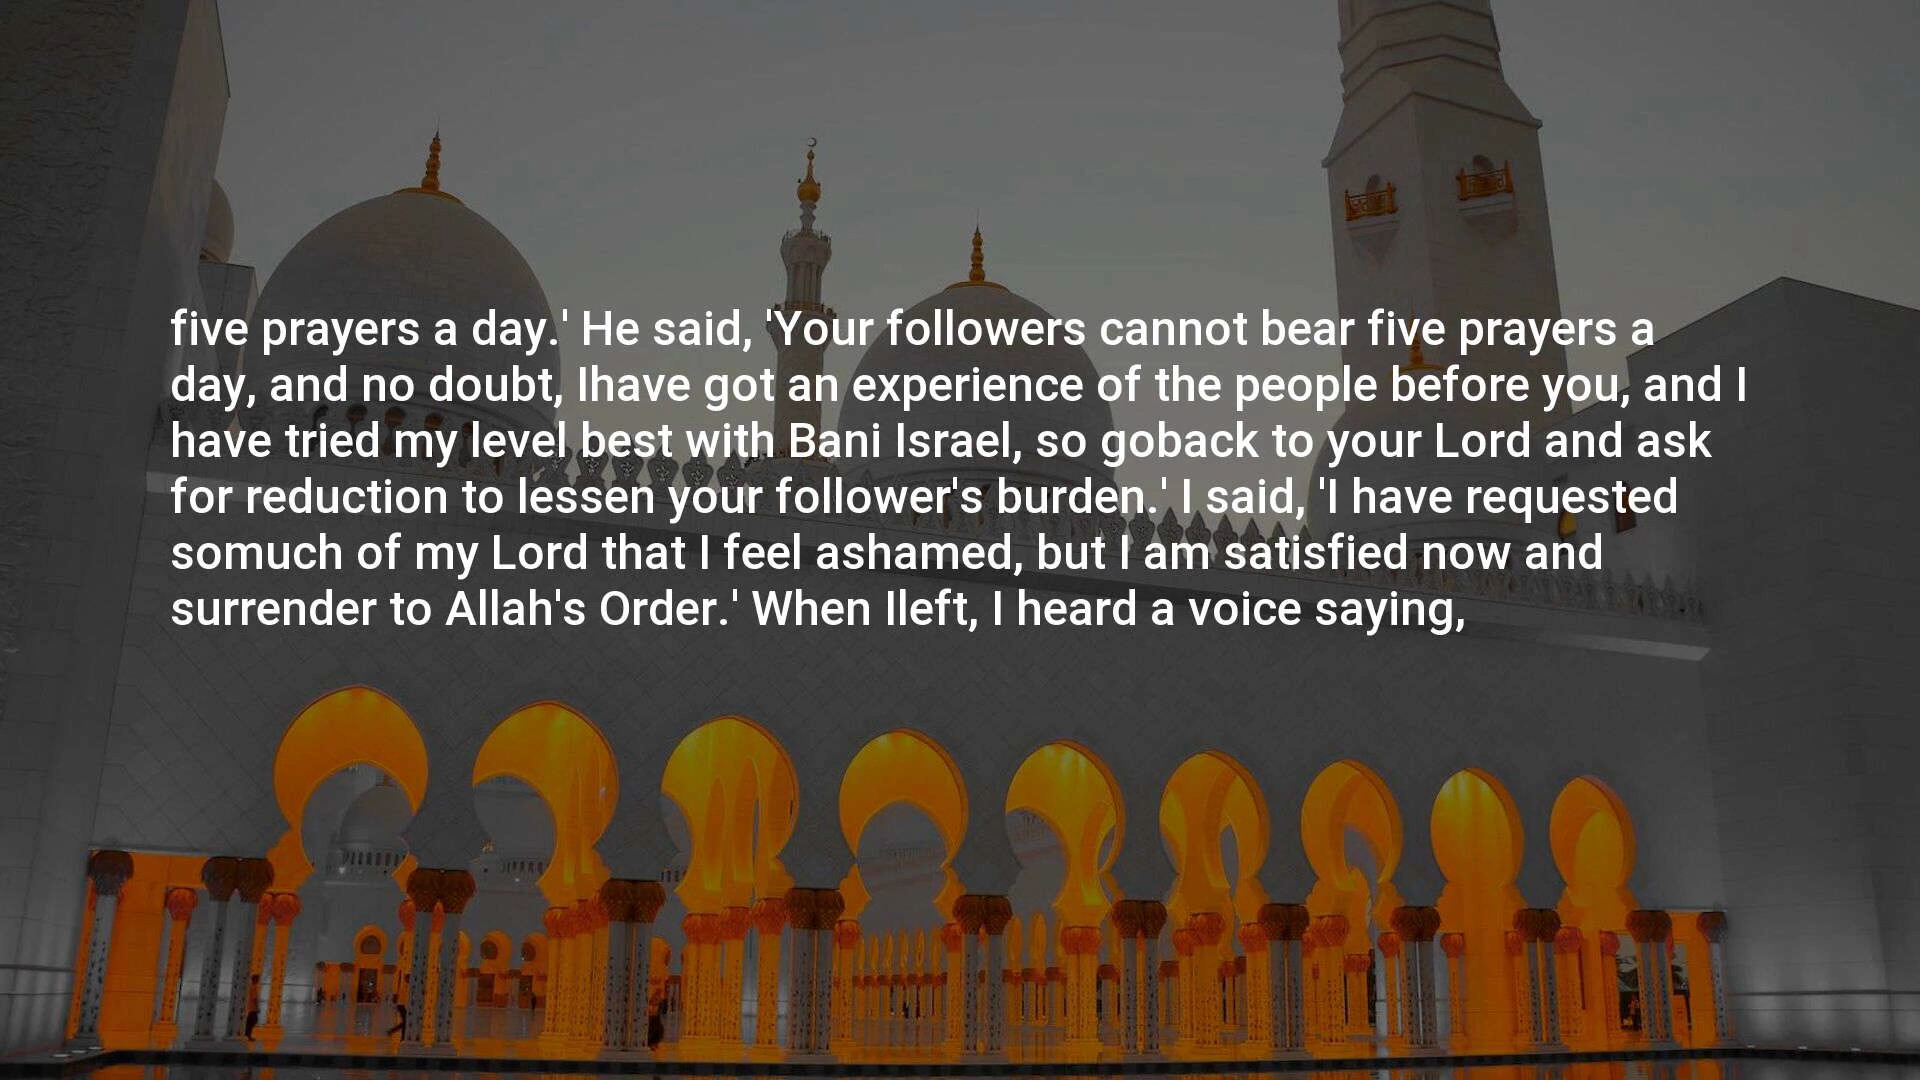 five prayers a day.' He said, 'Your followers cannot bear five prayers a
day, and no doubt, Ihave got an experience of the people before you, and I
have tried my level best with Bani Israel, so goback to your Lord and ask
for reduction to lessen your follower's burden.' I said, 'I have requested
somuch of my Lord that I feel ashamed, but I am satisfied now and
surrender to Allah's Order.' When Ileft, I heard a voice saying,